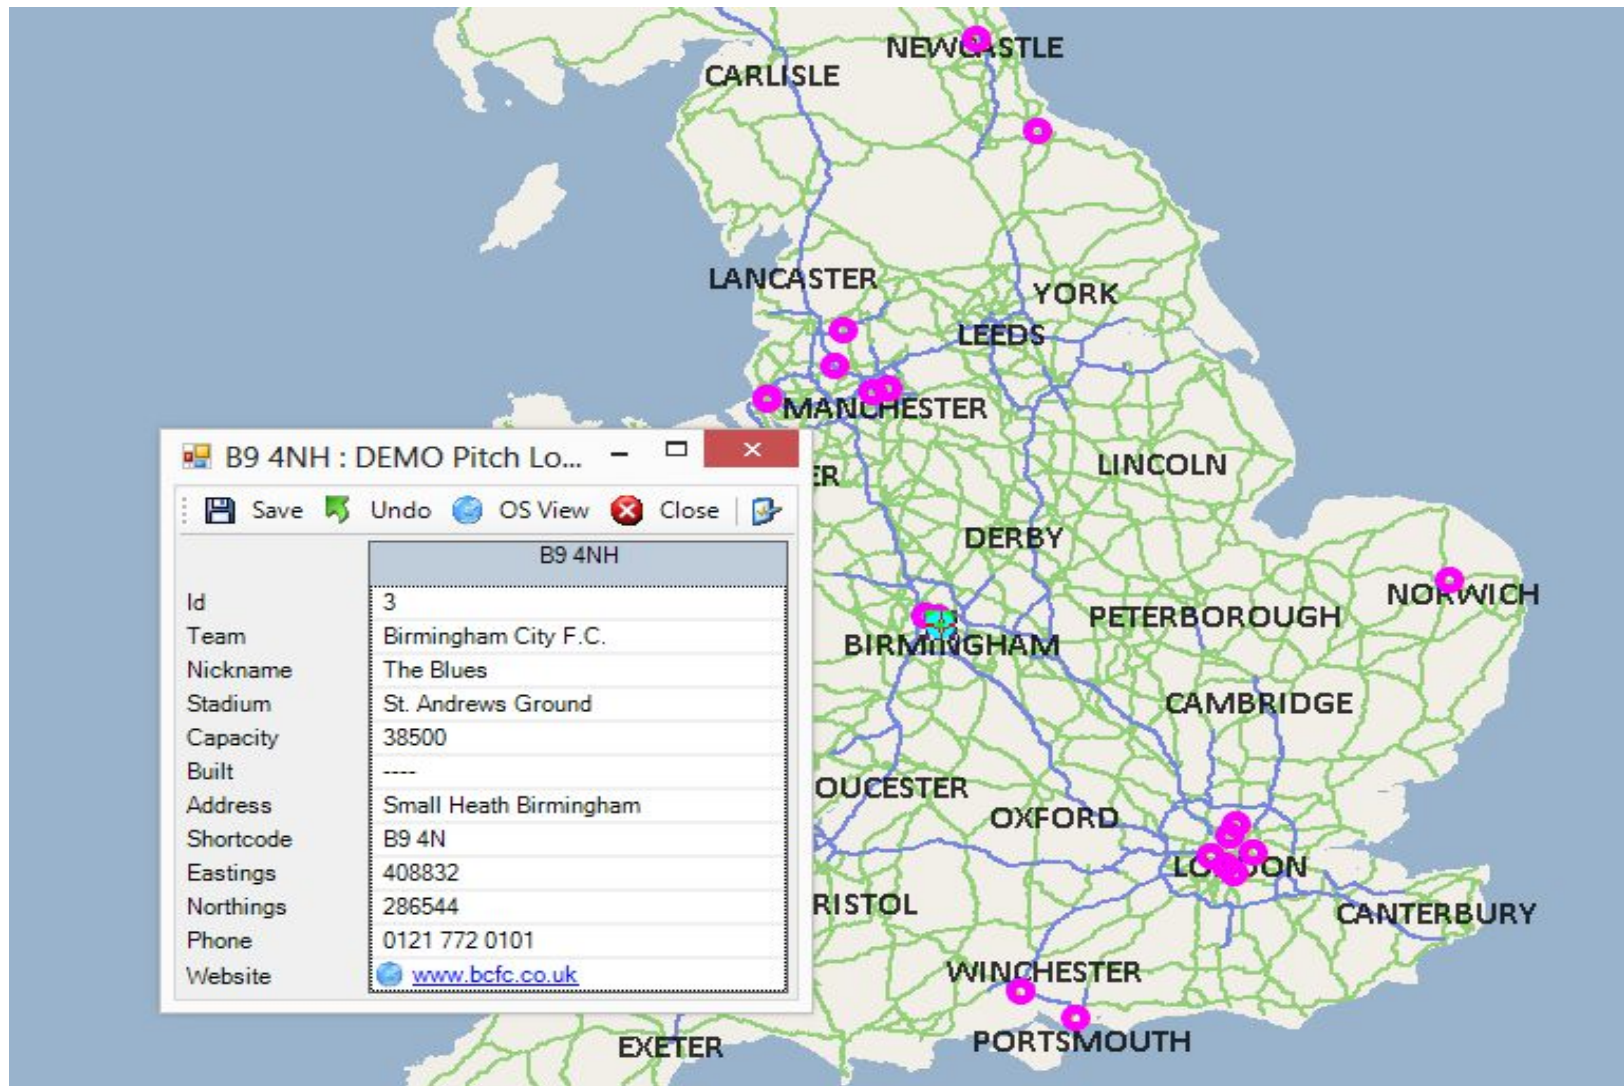 NEWCASTLE
CARLISLE
LANCASTER
YORK
LEEDS
MANCHESTER
B9 4NH : DEMO Pitch Lo...
ER
LINCOLN
Save Undo OS View Close
DERBY
B9 4NH
NORWICH
Id 3
PETERBOROUGH
Team Birmingham City F.C.
BIRMINGHAM
Nickname The Blues
Stadium St. Andrews Ground
CAMBRIDGE
Capacity 38500
Built ----
OUCESTER
Address Small Heath Birmingham
OXFORD
Shortcode B9 4N
LONDON
Eastings 408832
Northings 286544
RISTOL
CANTERBURY
Phone 0121 772 0101
Website www.bcfc.co.uk
WINCHESTER
PORTSMOUTH
EXETER